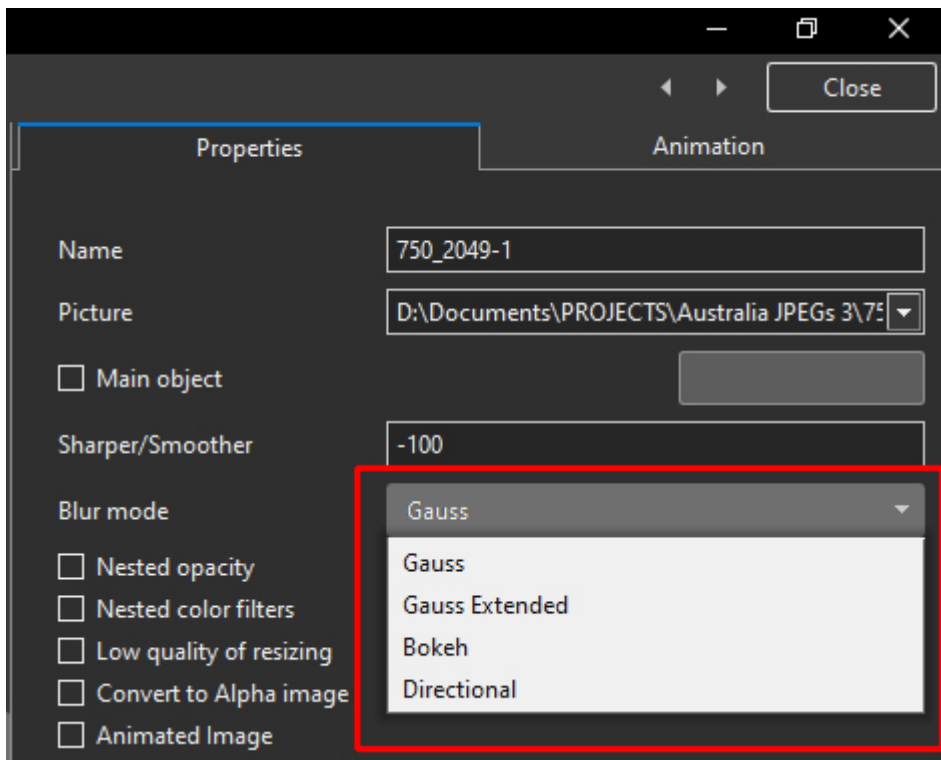 Close
Properties Animation
Name 750_2049-1
Picture D:\Documents\PROJECTS\Australia JPEGs 3\75
Main object
Sharper/Smoother -100
Blur mode Gauss
Gauss
Nested opacity
Gauss Extended
Nested color filters
Bokeh
Low quality of resizing
Directional
Convert to Alpha image
Animated Image